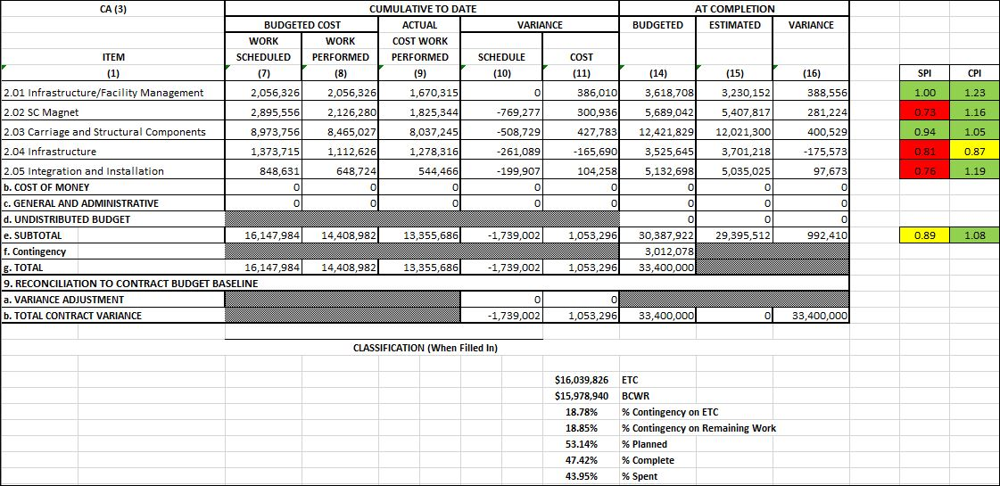 CA (3) CUMULATIVE TO DATE AT COMPLETION
BUDGETED COST ACTUAL VARIANCE BUDGETED ESTIMATED VARIANCE
WORK WORK COST WORK
ITEM SCHEDULED PERFORMED PERFORMED SCHEDULE COST
(1) (7) (8) (9) (10) (11) (14) (15) (16) SPI CPI
2.01 Infrastructure/Facility Management 2,056,326 2,056,326 1,670,315 0 386,010 3,618,708 3,230,152 388,556 1.00 1.23
2.02 SC Magnet 2,895,556 2,126,280 1,825,344 -769,277 300,936 5,689,042 5,407,817 281,224 0.73 1.16
2.03 Carriage and Structural Components 8,973,756 8,465,027 8,037,245 -508,729 427,783 12,421,829 12,021,300 400,529 0.94 1.05
2.04 Infrastructure 1,373,715 1,112,626 1,278,316 -261,089 -165,690 3,525,645 3,701,218 -175,573 0.81 0.87
2.05 Integration and Installation 848,631 648,724 544,466 -199,907 104,258 5,132,698 5,035,025 97,673 0.76 1.19
b. COST OF MONEY 0 0 0 0 0 0 0 0
c. GENERAL AND ADMINISTRATIVE 0 0 0 0 0 0 0 0
d. UNDISTRIBUTED BUDGET 0 0 0
e. SUBTOTAL 16,147,984 14,408,982 13,355,686 -1,739,002 1,053,296 30,387,922 29,395,512 992,410 0.89 1.08
f. Contingency 3,012,078
g. TOTAL 16,147,984 14,408,982 13,355,686 -1,739,002 1,053,296 33,400,000
9. RECONCILIATION TO CONTRACT BUDGET BASELINE
a. VARIANCE ADJUSTMENT 0 0
b. TOTAL CONTRACT VARIANCE -1,739,002 1,053,296 33,400,000 0 33,400,000
CLASSIFICATION (When Filled In)
$16,039,826 ETC
$15,978,940 BCWR
18.78% % Contingency on ETC
18.85% % Contingency on Remaining Work
53.14% % Planned
47.42% % Complete
43.95% % Spent